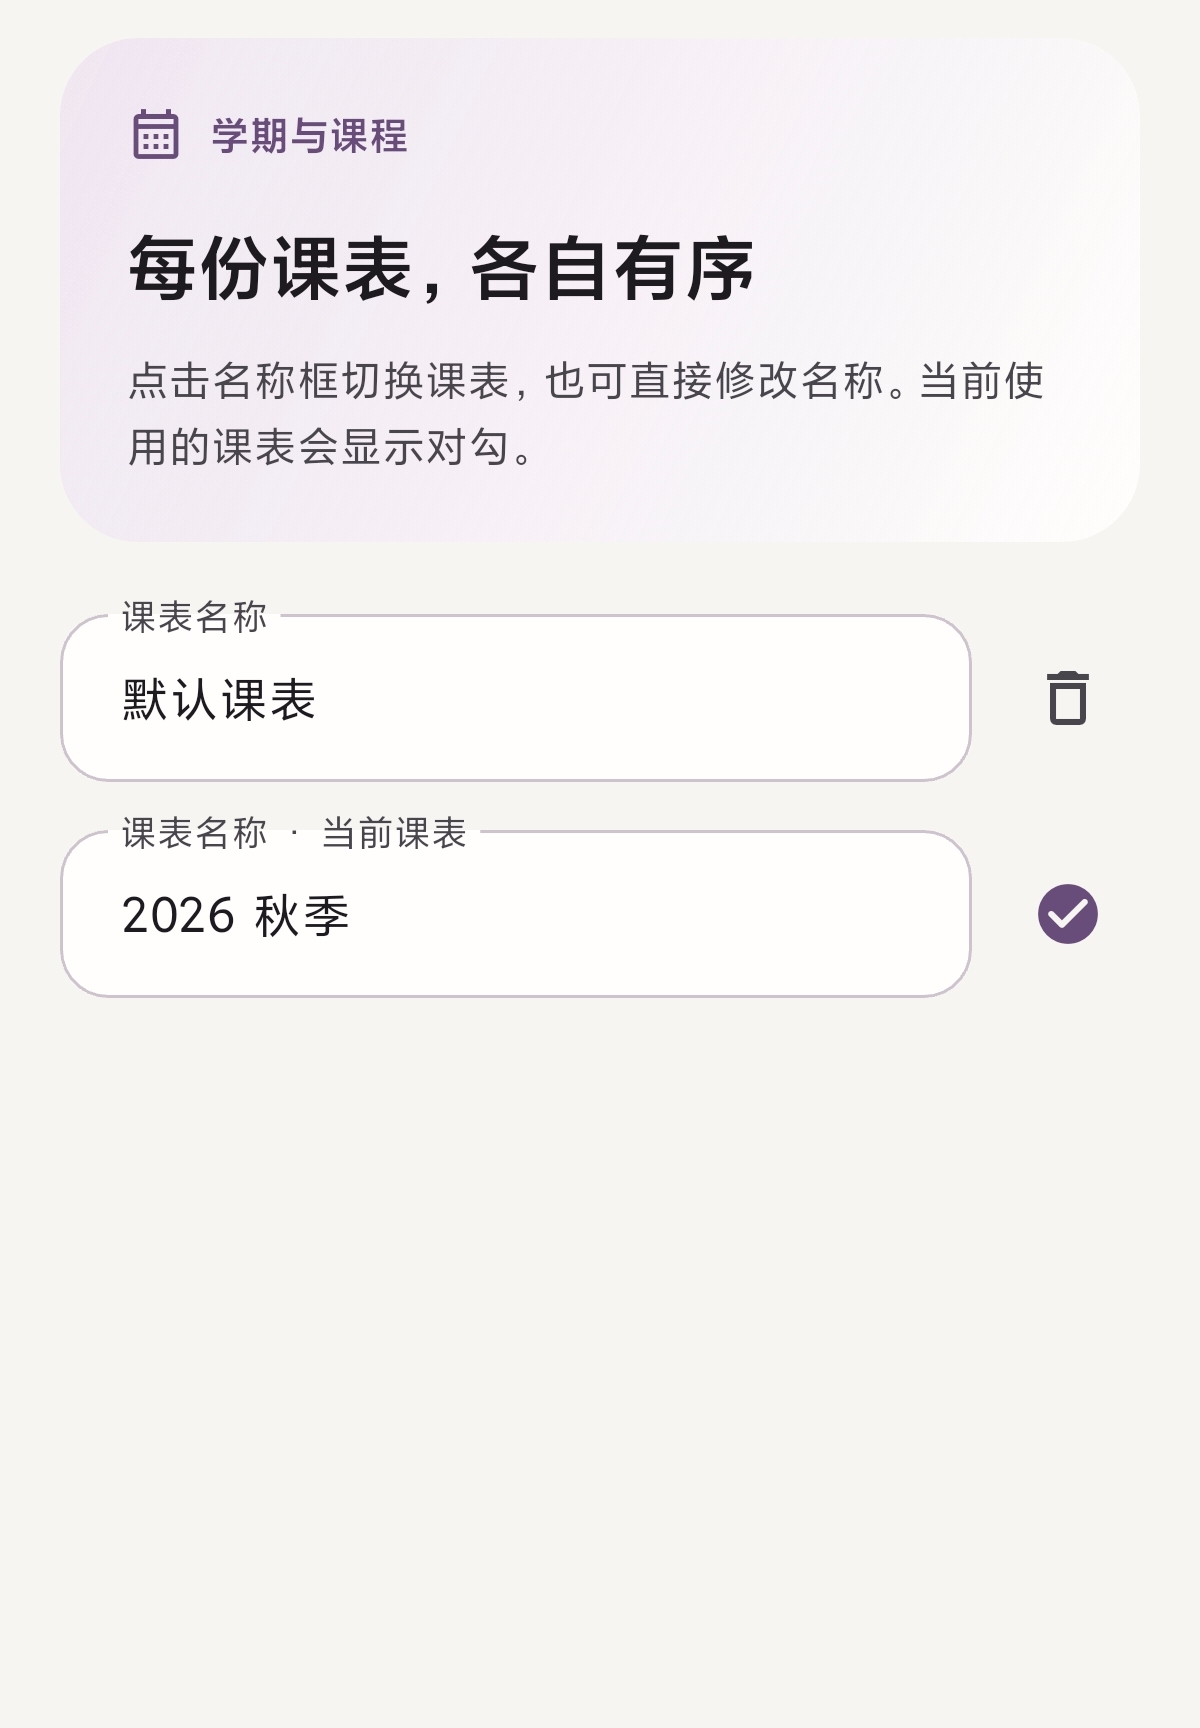 学期与课程
每份课表，各自有序
点击名称框切换课表，也可直接修改名称。当前使
用的课表会显示对勾。
课表名称
默认课表
课表名称 · 当前课表
2026 秋季